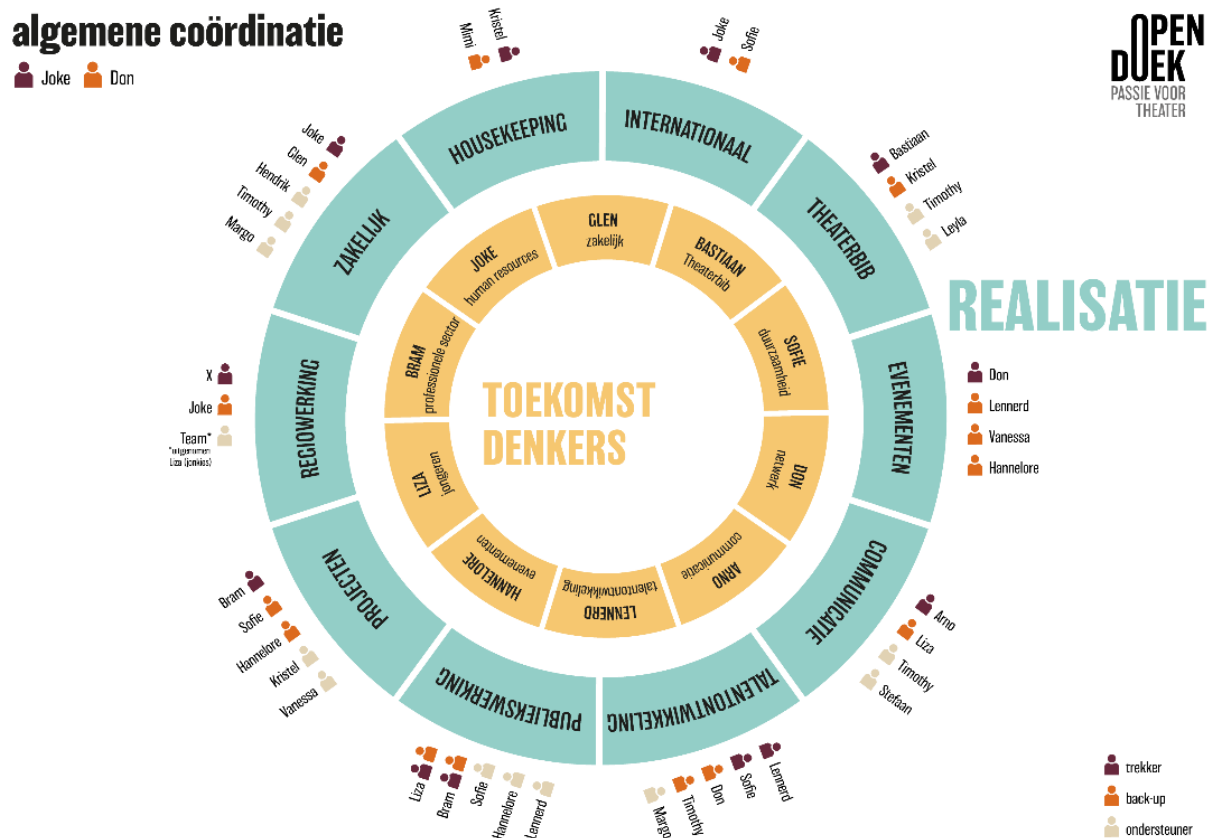 algemene coördinatie
Joke
Don
OPEN
DOEK
PASSIE VOOR
THEATER
Mimi
Kristel
HOUSEKEEPING
Joke
Sofie
INTERNATIONAAL
Bastiaan
Kristel
Timothy
Leyla
THEATERBIB
REALISATIE
Don
Lennerd
Vanessa
Hannelore
EVENEMENTEN
Arno
Liza
Timothy
Stefaan
COMMUNICATIE
Lennerd
Sofie
Don
Timothy
Margo
TALENTONTWIKKELING
Liza
Bram
Sofie
Hannelore
Lennerd
PUBLIEKSWERKING
Bram
Sofie
Hannelore
Kristel
Vanessa
PROJECTEN
X
Joke
Team*
*uitgenomen
Liza (jonkies)
REGIOWERKING
Joke
Glen
Hendrik
Timothy
Margo
ZAKELIJK
GLEN
zakelijk
BASTIAAN
Theaterbib
SOFIE
duurzaamheid
DON
netwerk
ARNO
communicatie
LENNERD
talentontwikkeling
HANNELORE
evenementen
LIZA
jongeren
BRAM
professionele sector
JOKE
human resources
TOEKOMST
DENKERS
trekker
back-up
ondersteuner